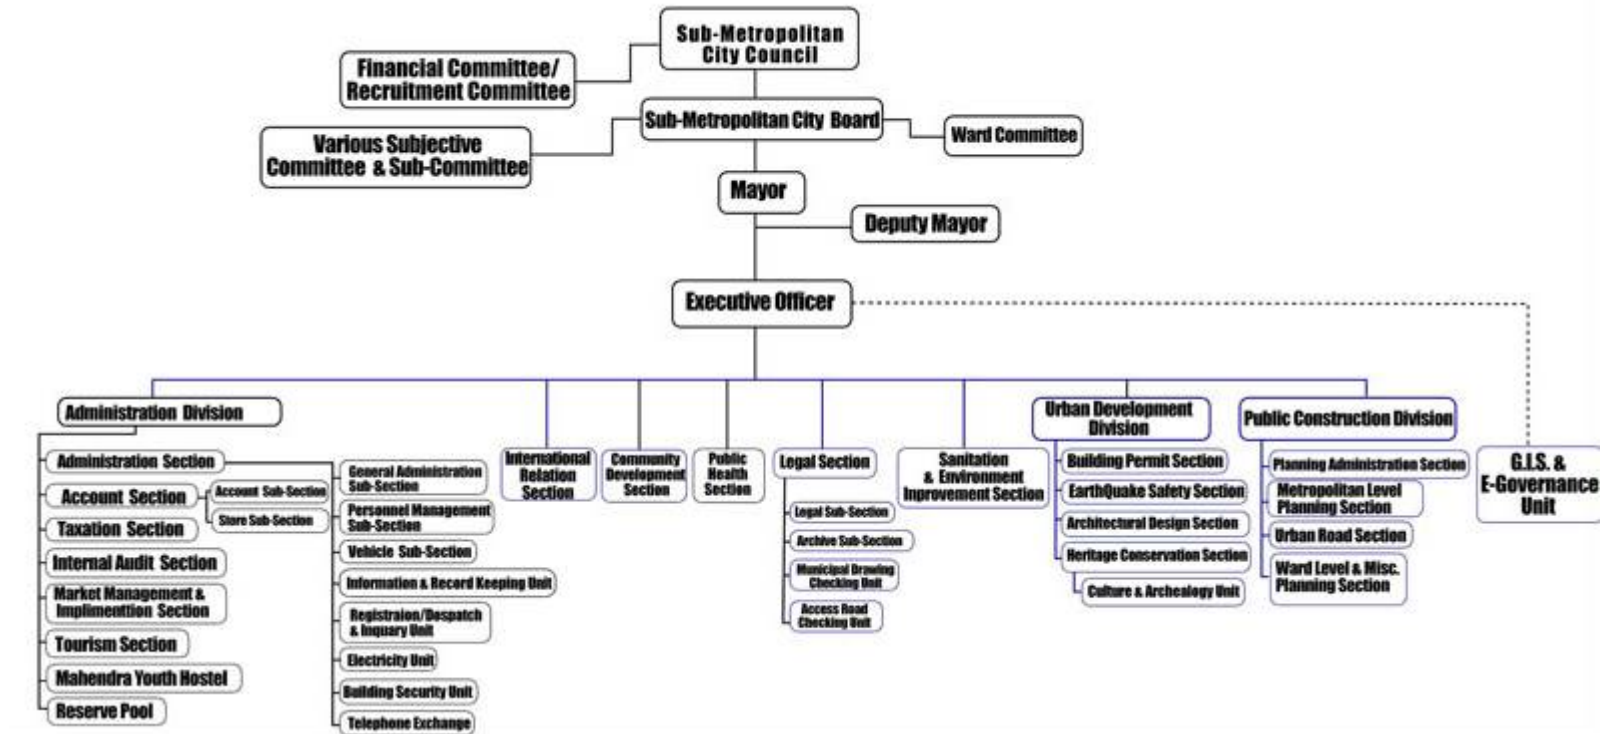 Sub-Metropolitan
City Council
Financial Committee/
Recruitment Committee
Sub-Metropolitan City Board
Ward Committee
Various Subjective
Committee & Sub-Committee
Mayor
Deputy Mayor
Executive Officer
Administration Division
Administration Section
Account Section
Taxation Section
Internal Audit Section
Market Management &
Implimenttion Section
Tourism Section
Mahendra Youth Hostel
Reserve Pool
Account Sub-Section
Store Sub-Section
General Administration
Sub-Section
Personnel Management
Sub-Section
Vehicle Sub-Section
Information & Record Keeping Unit
Registraion/Despatch
& Inquary Unit
Electricity Unit
Building Security Unit
Telephone Exchange
International
Relation
Section
Community
Development
Section
Public
Health
Section
Legal Section
Legal Sub-Section
Archive Sub-Section
Municipal Drawing
Checking Unit
Access Road
Checking Unit
Sanitation
& Environment
Inprovement Section
Urban Development
Division
Building Permit Section
EarthQuake Safety Section
Architectural Design Section
Heritage Conservation Section
Culture & Archealogy Unit
Public Construction Division
Planning Administration Section
Metropolitan Level
Planning Section
Urban Road Section
Ward Level & Misc.
Planning Section
G.I.S. &
E-Governance
Unit